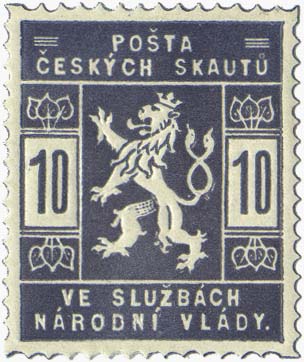 POŠTA
ČESKÝCH SKAUTŮ
10 10
VE SLUŽBÁCH
NÁRODNÍ VLÁDY.